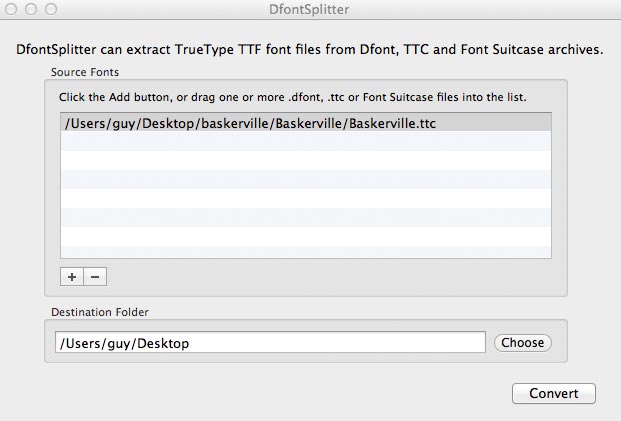 DfontSplitter
DfontSplitter can extract TrueType TTF font files from Dfont, TTC and Font Suitcase archives.
Source Fonts
Click the Add button, or drag one or more .dfont, .ttc or Font Suitcase files into the list.
/Users/guy/Desktop/baskerville/Baskerville/Baskerville.ttc
+ −
Destination Folder
/Users/guy/Desktop
Choose
Convert